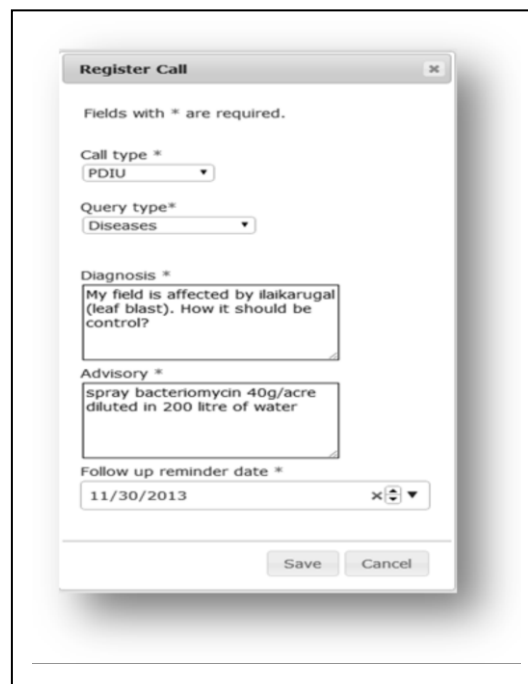 Register Call
Fields with * are required.
Call type *
PDIU
Query type*
Diseases
Diagnosis *
My field is affected by ilaikarugal
(leaf blast). How it should be
control?
Advisory *
spray bacteriomycin 40g/acre
diluted in 200 litre of water
Follow up reminder date *
11/30/2013
Save Cancel